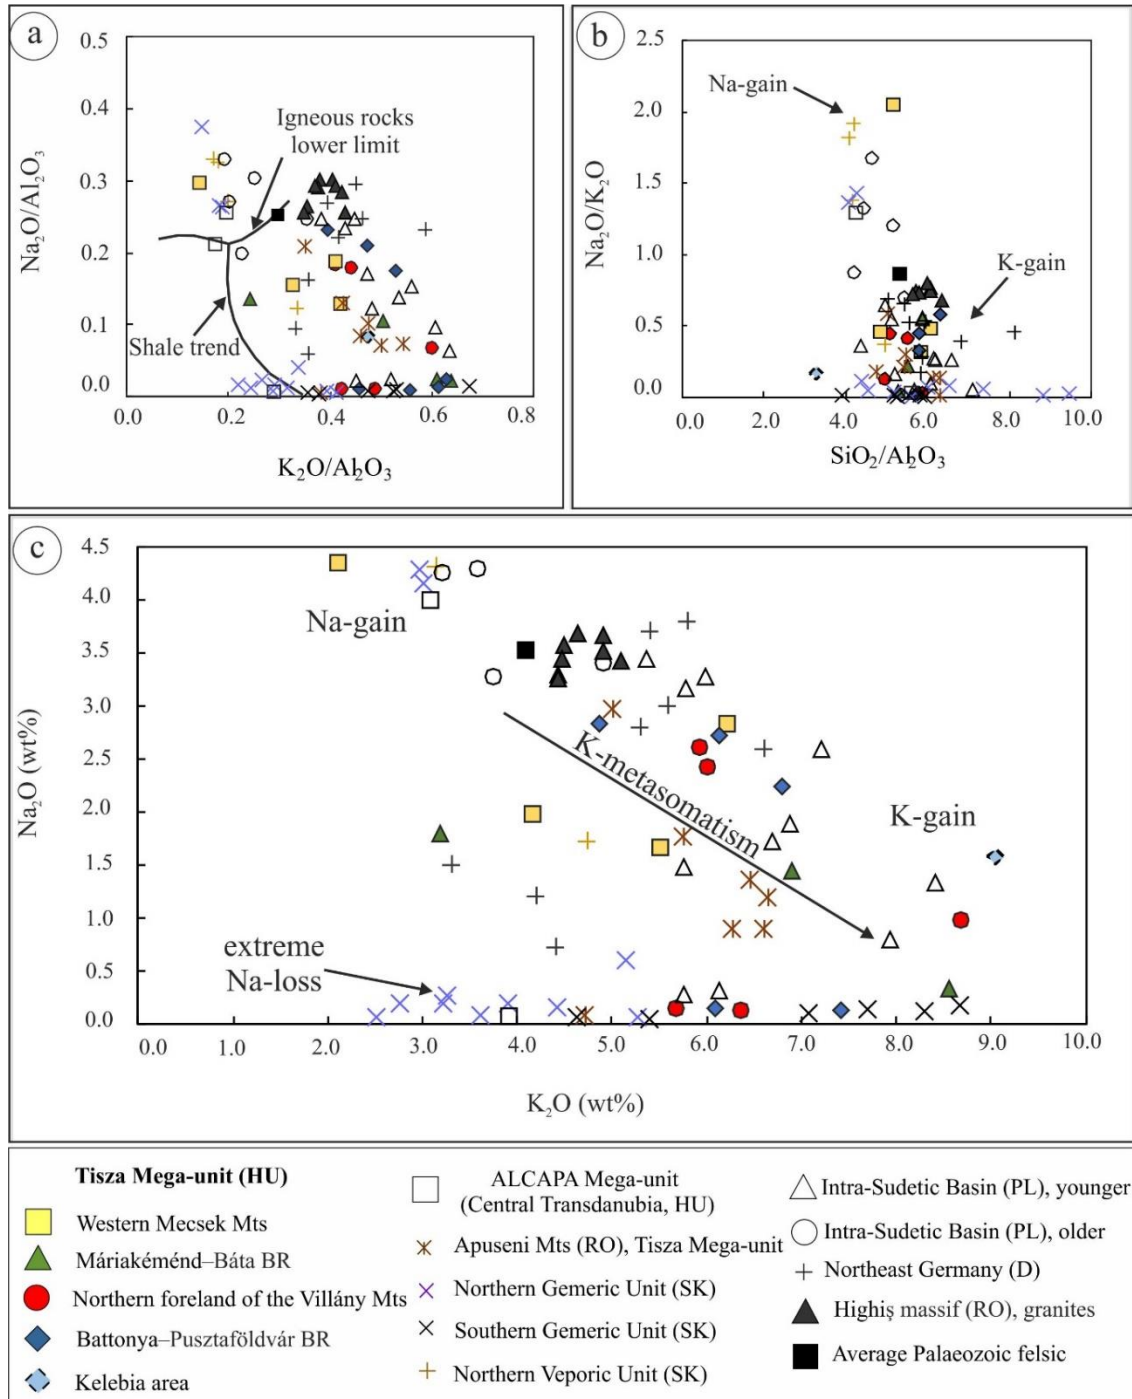 a
0.5
0.4
0.3
0.2
0.1
0.0
Na₂O/Al₂O₃
Igneous rocks
lower limit
Shale trend
0.2
0.4
0.6
0.8
K₂O/Al₂O₃
b
2.5
2.0
1.5
1.0
0.5
0.0
Na₂O/K₂O
Na-gain
K-gain
0.0
2.0
4.0
6.0
8.0
10.0
SiO₂/Al₂O₃
c
4.5
4.0
3.5
3.0
2.5
2.0
1.5
1.0
0.5
0.0
Na₂O (wt%)
Na-gain
K-metasomatism
K-gain
extreme
Na-loss
0.0
1.0
2.0
3.0
4.0
5.0
6.0
7.0
8.0
9.0
10.0
K₂O (wt%)
Tisza Mega-unit (HU)
Western Mecsek Mts
Máriakéménd–Báta BR
Northern foreland of the Villány Mts
Battonya–Pusztaföldvár BR
Kelebia area
ALCAPA Mega-unit
(Central Transdanubia, HU)
Apuseni Mts (RO), Tisza Mega-unit
Northern Gemeric Unit (SK)
Southern Gemeric Unit (SK)
Northern Veporic Unit (SK)
Intra-Sudetic Basin (PL), younger
Intra-Sudetic Basin (PL), older
Northeast Germany (D)
Highiş massif (RO), granites
Average Palaeozoic felsic